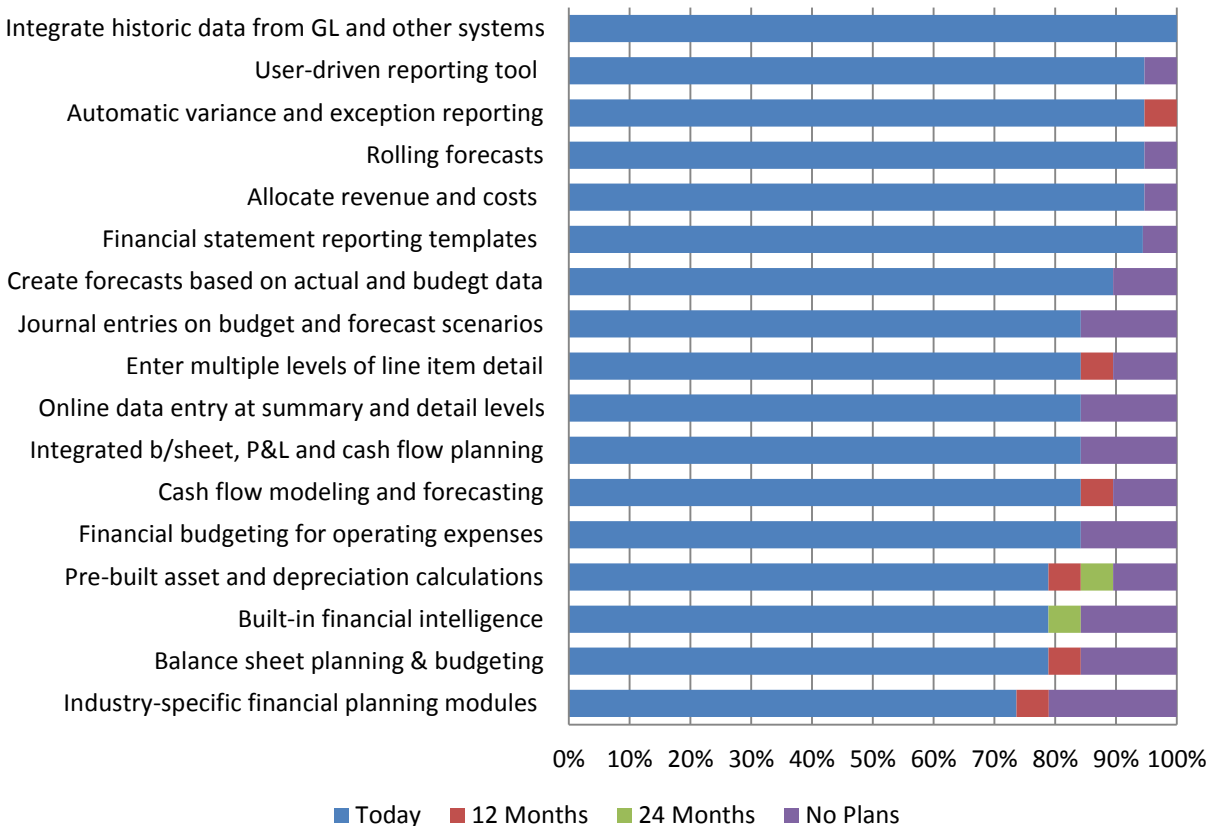 Integrate historic data from GL and other systems
User-driven reporting tool
Automatic variance and exception reporting
Rolling forecasts
Allocate revenue and costs
Financial statement reporting templates
Create forecasts based on actual and budegt data
Journal entries on budget and forecast scenarios
Enter multiple levels of line item detail
Online data entry at summary and detail levels
Integrated b/sheet, P&L and cash flow planning
Cash flow modeling and forecasting
Financial budgeting for operating expenses
Pre-built asset and depreciation calculations
Built-in financial intelligence
Balance sheet planning & budgeting
Industry-specific financial planning modules
0% 10% 20% 30% 40% 50% 60% 70% 80% 90% 100%
Today 12 Months 24 Months No Plans